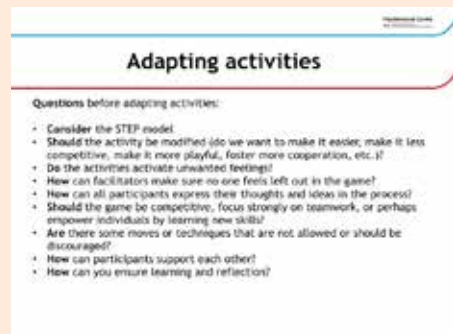 Adapting activities
Questions before adapting activities:
• Consider the STEP model
• Should the activity be modified (do we want to make it easier, make it less
competitive, make it more playful, foster more cooperation, etc.)?
• Do the activities activate unwanted feelings?
• How can facilitators make sure no one feels left out in the game?
• How can all participants express their thoughts and ideas in the process?
• Should the game be competitive, focus strongly on teamwork, or perhaps
empower individuals by learning new skills?
• Are there some moves or techniques that are not allowed or should be
discouraged?
• How can participants support each other?
• How can you ensure learning and reflection?